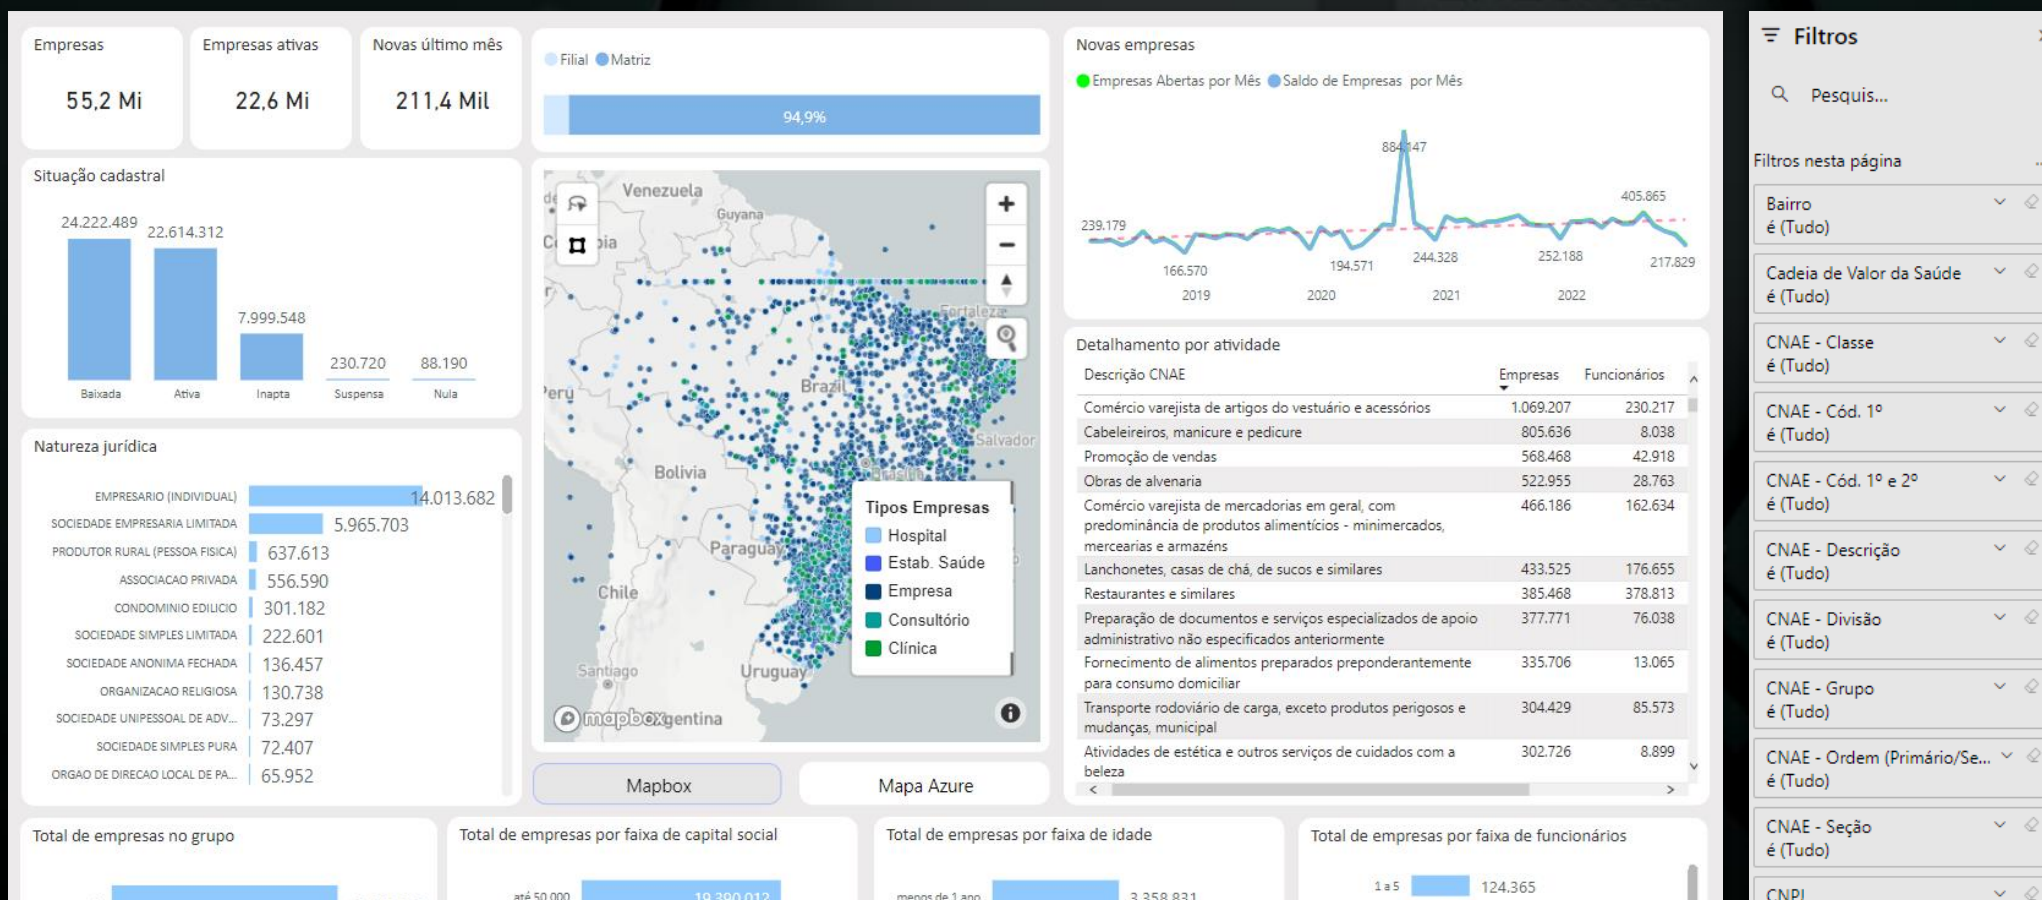 Empresas
55,2 Mi
Empresas ativas
22,6 Mi
Novas último mês
211,4 Mil
Filial Matriz
94,9%
Situação cadastral
24.222.489
22.614.312
7.999.548
230.720
88.190
Baixada Ativa Inapta Suspensa Nula
Natureza jurídica
EMPRESARIO (INDIVIDUAL) 14.013.682
SOCIEDADE EMPRESARIA LIMITADA 5.965.703
PRODUTOR RURAL (PESSOA FISICA) 637.613
ASSOCIACAO PRIVADA 556.590
CONDOMINIO EDILICIO 301.182
SOCIEDADE SIMPLES LIMITADA 222.601
SOCIEDADE ANONIMA FECHADA 136.457
ORGANIZACAO RELIGIOSA 130.738
SOCIEDADE UNIPESSOAL DE ADV... 73.297
SOCIEDADE SIMPLES PURA 72.407
ORGAO DE DIRECAO LOCAL DE PA... 65.952
Venezuela
Guyana
Fortaleza
Brazil
Peru
Salvador
Brasília
Bolivia
Paraguay
Chile
Santiago
Uruguay
mapbox
Tipos Empresas
Hospital
Estab. Saúde
Empresa
Consultório
Clínica
Mapbox
Mapa Azure
Novas empresas
Empresas Abertas por Mês Saldo de Empresas por Mês
884.147
405.865
239.179
166.570
194.571
244.328
252.188
217.829
2019 2020 2021 2022
Detalhamento por atividade
Descrição CNAE Empresas Funcionários
Comércio varejista de artigos do vestuário e acessórios 1.069.207 230.217
Cabeleireiros, manicure e pedicure 805.636 8.038
Promoção de vendas 568.468 42.918
Obras de alvenaria 522.955 28.763
Comércio varejista de mercadorias em geral, com 466.186 162.634
predominância de produtos alimentícios - minimercados,
mercearias e armazéns
Lanchonetes, casas de chá, de sucos e similares 433.525 176.655
Restaurantes e similares 385.468 378.813
Preparação de documentos e serviços especializados de apoio 377.771 76.038
administrativo não especificados anteriormente
Fornecimento de alimentos preparados preponderantemente 335.706 13.065
para consumo domiciliar
Transporte rodoviário de carga, exceto produtos perigosos e 304.429 85.573
mudanças, municipal
Atividades de estética e outros serviços de cuidados com a 302.726 8.899
beleza
Total de empresas no grupo
Total de empresas por faixa de capital social
até 50.000 19.390.012
Total de empresas por faixa de idade
menos de 1 ano 3.358.831
Total de empresas por faixa de funcionários
1 a 5 124.365
Filtros
Pesquis...
Filtros nesta página
Bairro
é (Tudo)
Cadeia de Valor da Saúde
é (Tudo)
CNAE - Classe
é (Tudo)
CNAE - Cód. 1º
é (Tudo)
CNAE - Cód. 1º e 2º
é (Tudo)
CNAE - Descrição
é (Tudo)
CNAE - Divisão
é (Tudo)
CNAE - Grupo
é (Tudo)
CNAE - Ordem (Primário/Se...
é (Tudo)
CNAE - Seção
é (Tudo)
CNPJ